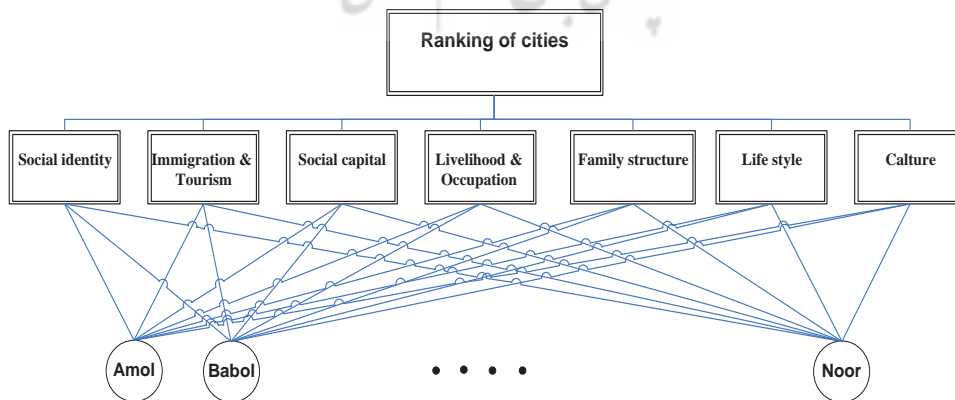 Ranking of cities
Social identity
Immigration &
Tourism
Social capital
Livelihood &
Occupation
Family structure
Life style
Calture
Amol
Babol
• • • •
Noor